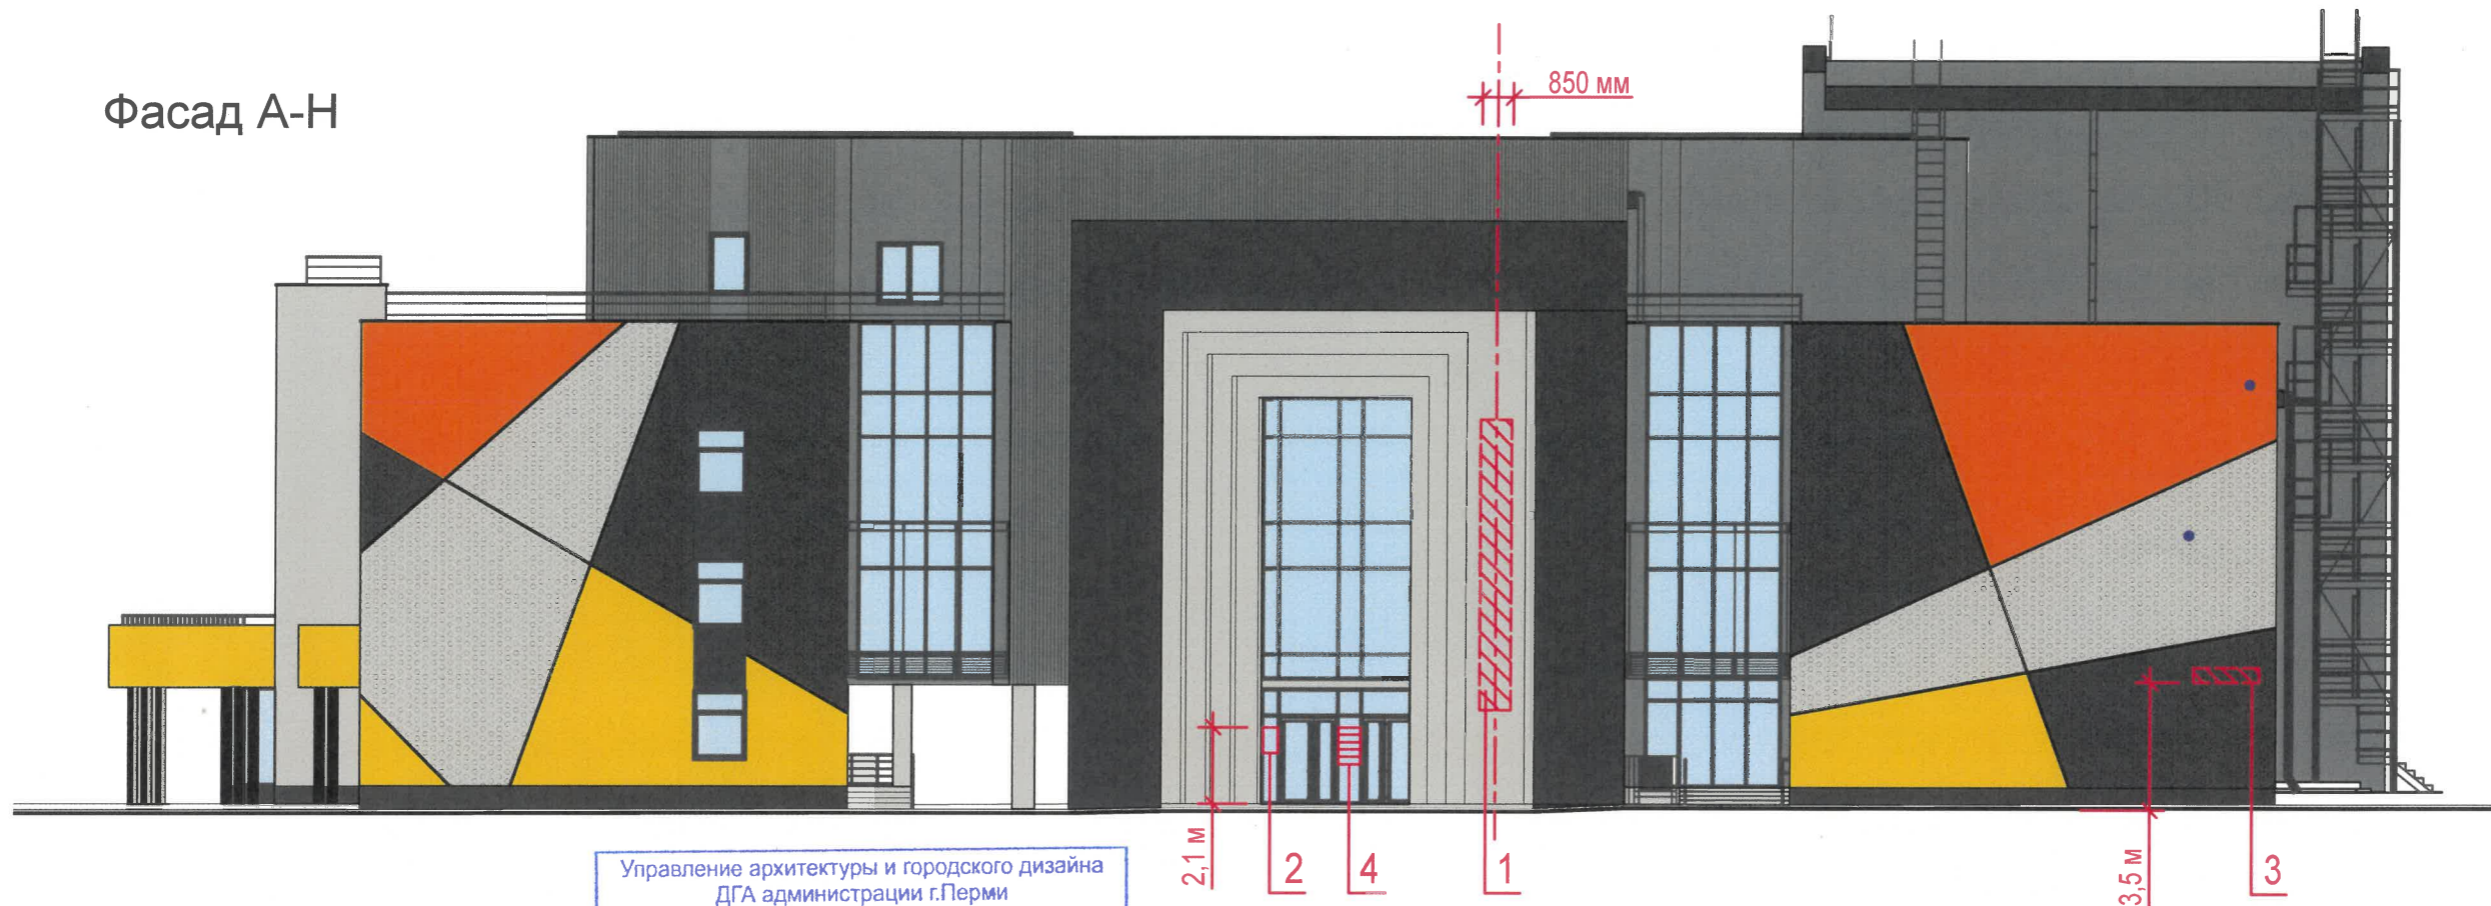 Фасад А-Н
850 мм
2,1 м
2
4
1
3,5 м
3
Управление архитектуры и городского дизайна
ДГА администрации г.Перми